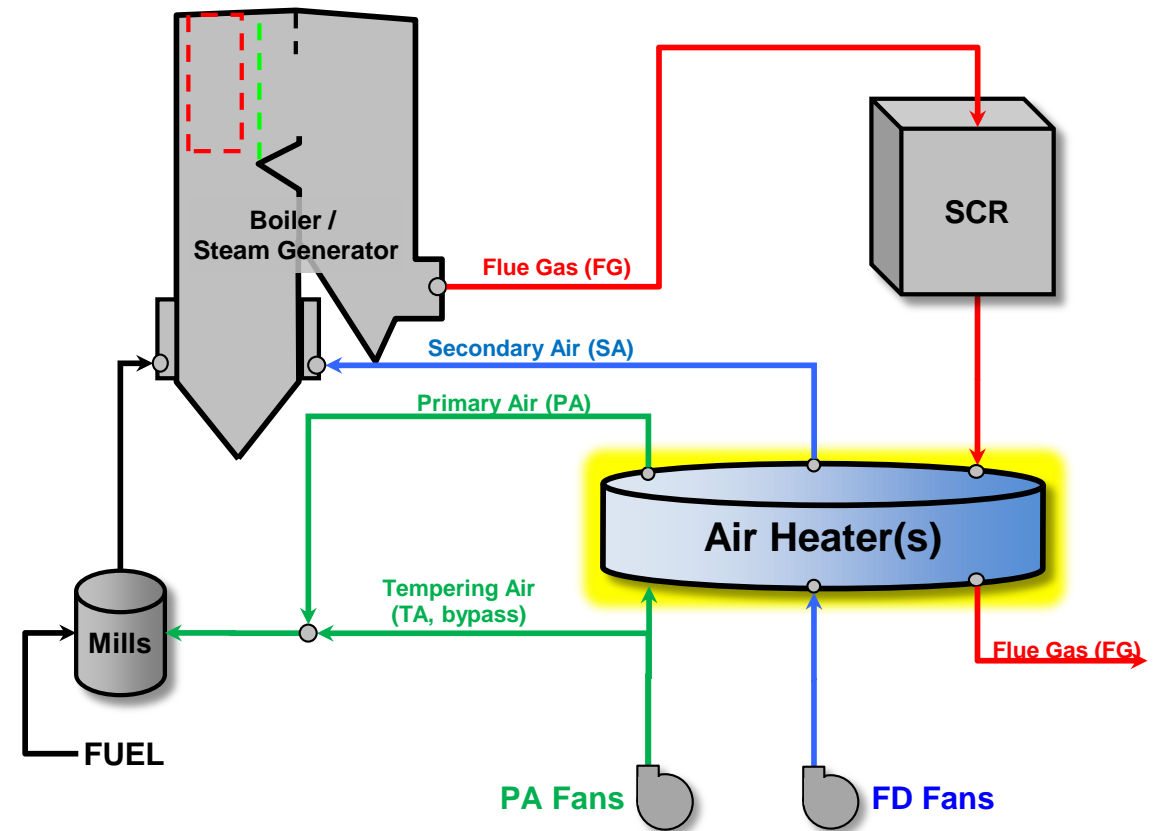 Boiler /
Steam Generator
SCR
Flue Gas (FG)
Secondary Air (SA)
Primary Air (PA)
Air Heater(s)
Tempering Air
(TA, bypass)
Mills
Flue Gas (FG)
FUEL
PA Fans
FD Fans